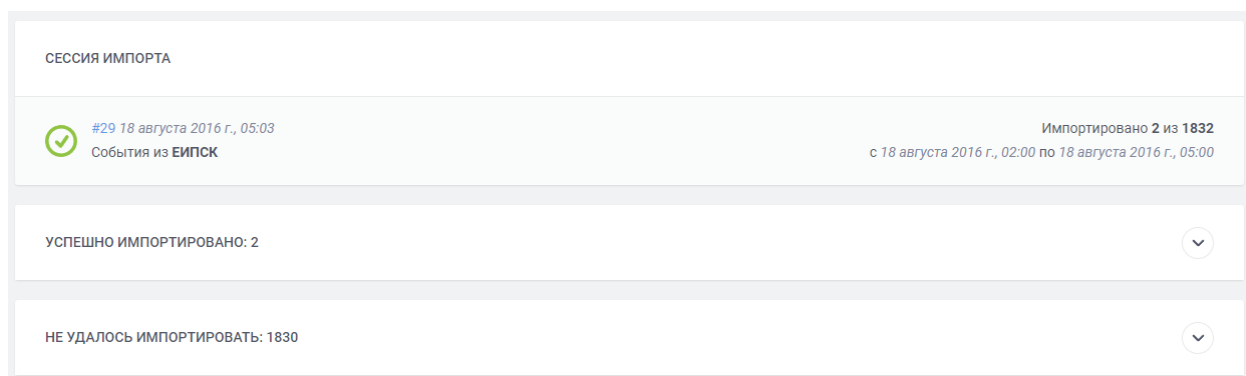 СЕССИЯ ИМПОРТА
#29 18 августа 2016 г., 05:03
Импортировано 2 из 1832
События из ЕИПСК
с 18 августа 2016 г., 02:00 по 18 августа 2016 г., 05:00
УСПЕШНО ИМПОРТИРОВАНО: 2
НЕ УДАЛОСЬ ИМПОРТИРОВАТЬ: 1830